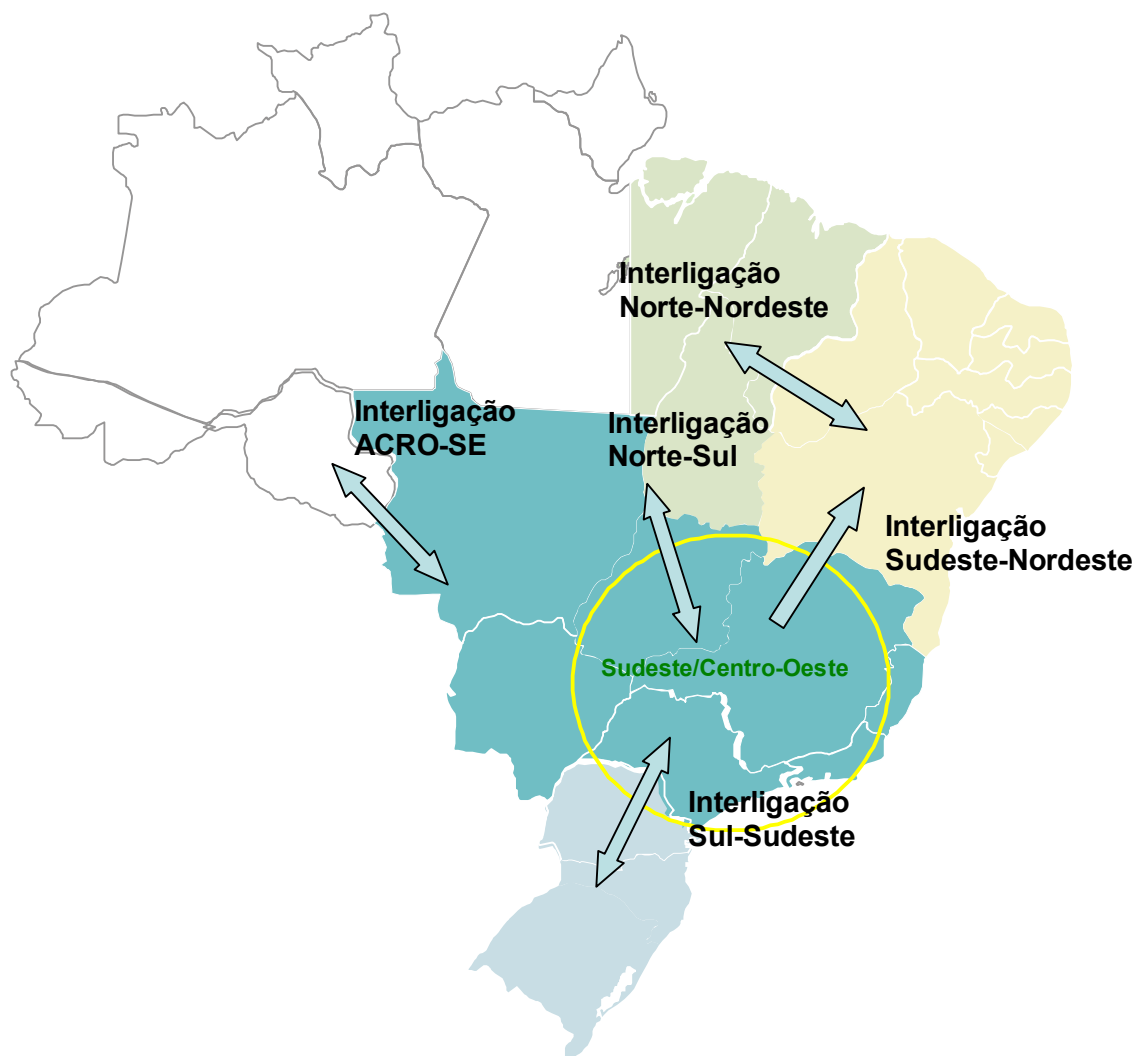 Interligação
Norte-Nordeste
Interligação
ACRO-SE
Interligação
Norte-Sul
Interligação
Sudeste-Nordeste
Sudeste/Centro-Oeste
Interligação
Sul-Sudeste